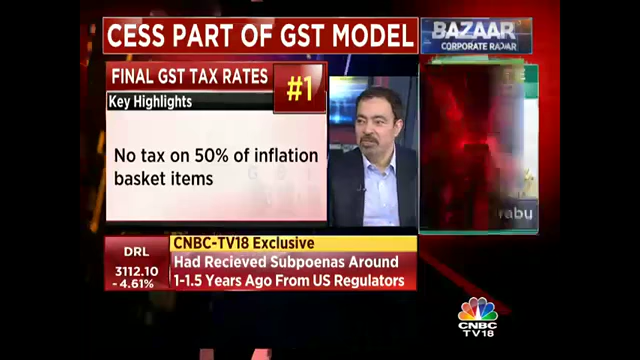 CESS PART OF GST MODEL
BAZAAR
CORPORATE RADAR
FINAL GST TAX RATES
#1
Key Highlights
No tax on 50% of inflation
basket items
rabu
DRL
3112.10
-4.61%
CNBC-TV18 Exclusive
Had Recieved Subpoenas Around
1-1.5 Years Ago From US Regulators
CNBC
TV18